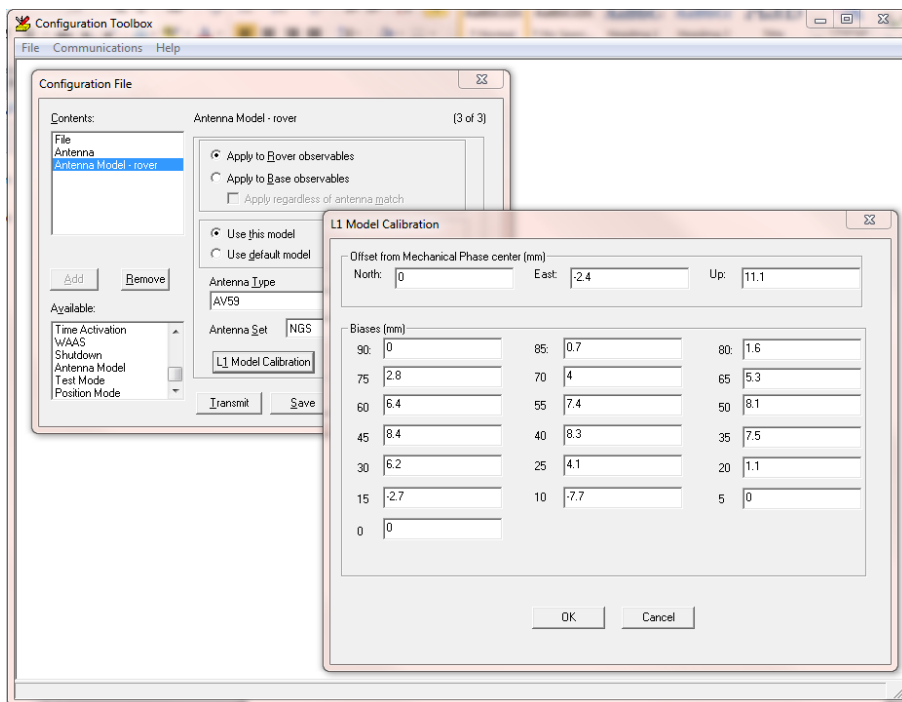 Configuration Toolbox
File Communications Help
Configuration File
Contents:
File
Antenna
Antenna Model - rover
Add
Remove
Available:
Time Activation
WAAS
Shutdown
Antenna Model
Test Mode
Position Mode
Antenna Model - rover (3 of 3)
Apply to Rover observables
Apply to Base observables
Apply regardless of antenna match
Use this model
Use default model
Antenna Type
AV59
Antenna Set NGS
L1 Model Calibration
Transmit Save
L1 Model Calibration
Offset from Mechanical Phase center (mm)
North: 0 East: -2.4 Up: 11.1
Biases (mm)
90: 0 85: 0.7 80: 1.6
75 2.8 70 4 65 5.3
60 6.4 55 7.4 50 8.1
45 8.4 40 8.3 35 7.5
30 6.2 25 4.1 20 1.1
15 -2.7 10 -7.7 5 0
0 0
OK Cancel